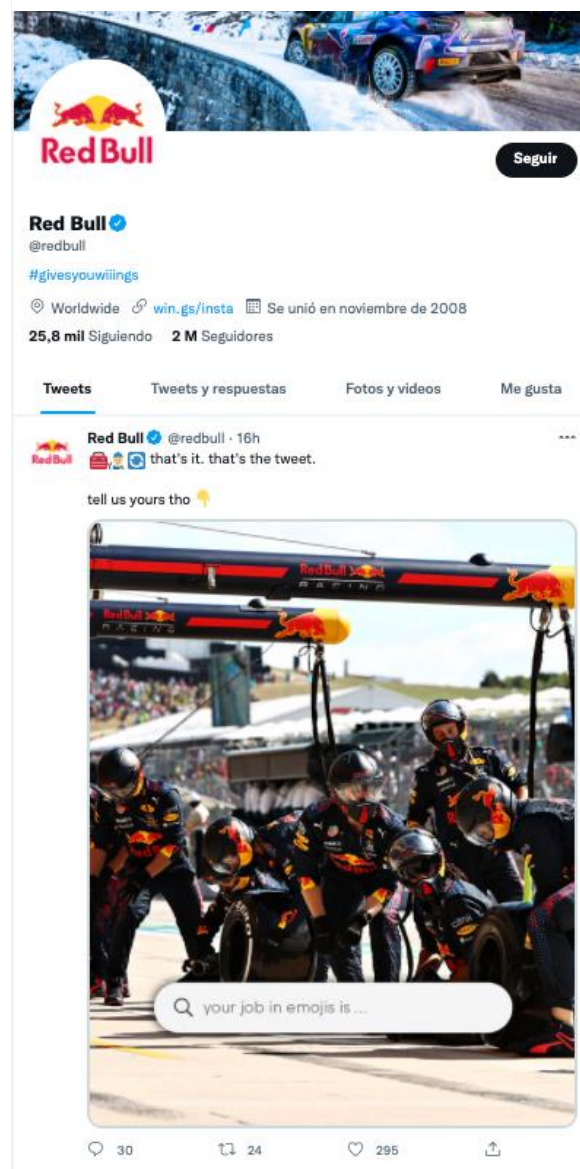 Red Bull
Seguir
Red Bull
@redbull
#givesyouwiiings
Worldwide win.gs/insta Se unió en noviembre de 2008
25,8 mil Siguiendo 2 M Seguidores
Tweets Tweets y respuestas Fotos y videos Me gusta
Red Bull @redbull · 16h
Red Bull
🧰👨‍🔧🔄 that's it. that's the tweet.
tell us yours tho 👇
Red Bull
RACING
Red Bull
RACING
your job in emojis is ...
30 24 295